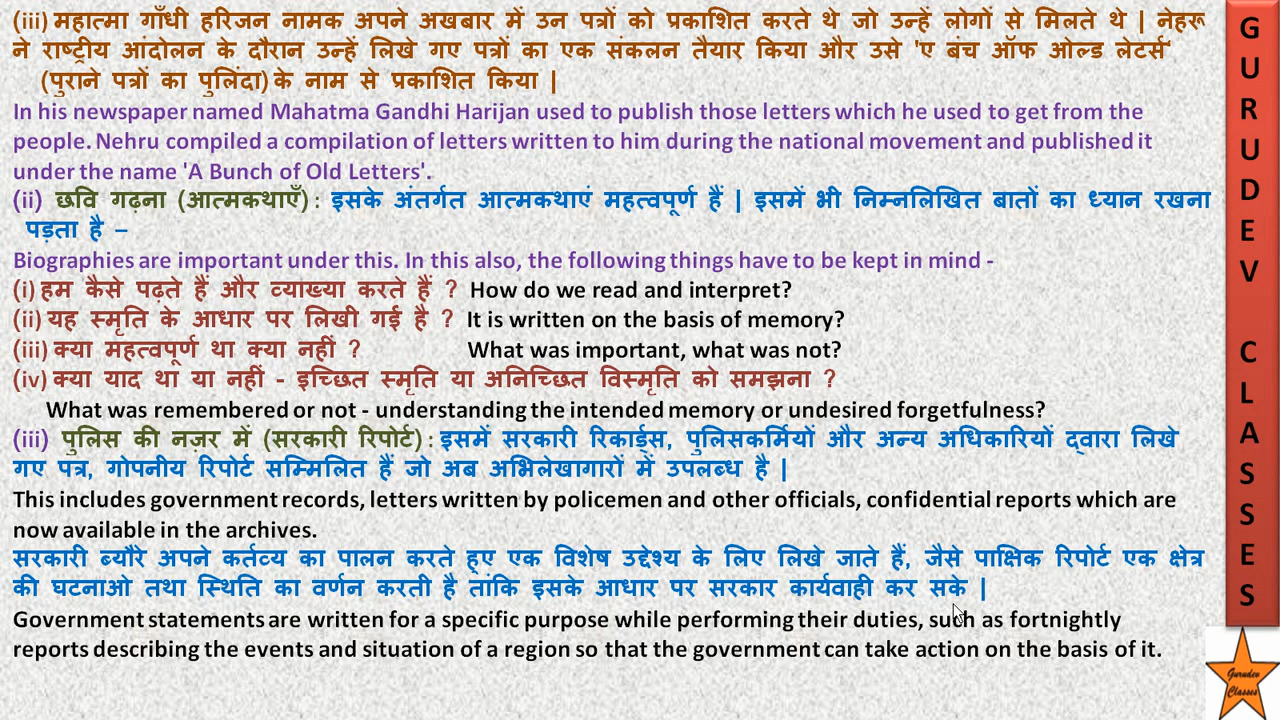 (iii) महात्मा गाँधी हरिजन नामक अपने अखबार में उन पत्रों को प्रकाशित करते थे जो उन्हें लोगों से मिलते थे | नेहरू
ने राष्ट्रीय आंदोलन के दौरान उन्हें लिखे गए पत्रों का एक संकलन तैयार किया और उसे 'ए बंच ऑफ ओल्ड लेटर्स'
(पुराने पत्रों का पुलिंदा) के नाम से प्रकाशित किया |
In his newspaper named Mahatma Gandhi Harijan used to publish those letters which he used to get from the
people. Nehru compiled a compilation of letters written to him during the national movement and published it
under the name 'A Bunch of Old Letters'.
(ii) छवि गढ़ना (आत्मकथाएँ) : इसके अंतर्गत आत्मकथाएं महत्वपूर्ण हैं | इसमें भी निम्नलिखित बातों का ध्यान रखना
पड़ता है –
Biographies are important under this. In this also, the following things have to be kept in mind -
(i) हम कैसे पढ़ते हैं और व्याख्या करते हैं ? How do we read and interpret?
(ii) यह स्मृति के आधार पर लिखी गई है ? It is written on the basis of memory?
(iii) क्या महत्वपूर्ण था क्या नहीं ? What was important, what was not?
(iv) क्या याद था या नहीं - इच्छित स्मृति या अनिच्छित विस्मृति को समझना ?
What was remembered or not - understanding the intended memory or undesired forgetfulness?
(iii) पुलिस की नज़र में (सरकारी रिपोर्ट) : इसमें सरकारी रिकार्ड्स, पुलिसकर्मियों और अन्य अधिकारियों द्वारा लिखे
गए पत्र, गोपनीय रिपोर्ट सम्मिलित हैं जो अब अभिलेखागारों में उपलब्ध है |
This includes government records, letters written by policemen and other officials, confidential reports which are
now available in the archives.
सरकारी ब्यौरे अपने कर्तव्य का पालन करते हुए एक विशेष उद्देश्य के लिए लिखे जाते हैं, जैसे पाक्षिक रिपोर्ट एक क्षेत्र
की घटनाओ तथा स्थिति का वर्णन करती है ताकि इसके आधार पर सरकार कार्यवाही कर सके |
Government statements are written for a specific purpose while performing their duties, such as fortnightly
reports describing the events and situation of a region so that the government can take action on the basis of it.
GURUDEV CLASSES
Gurudev
Classes